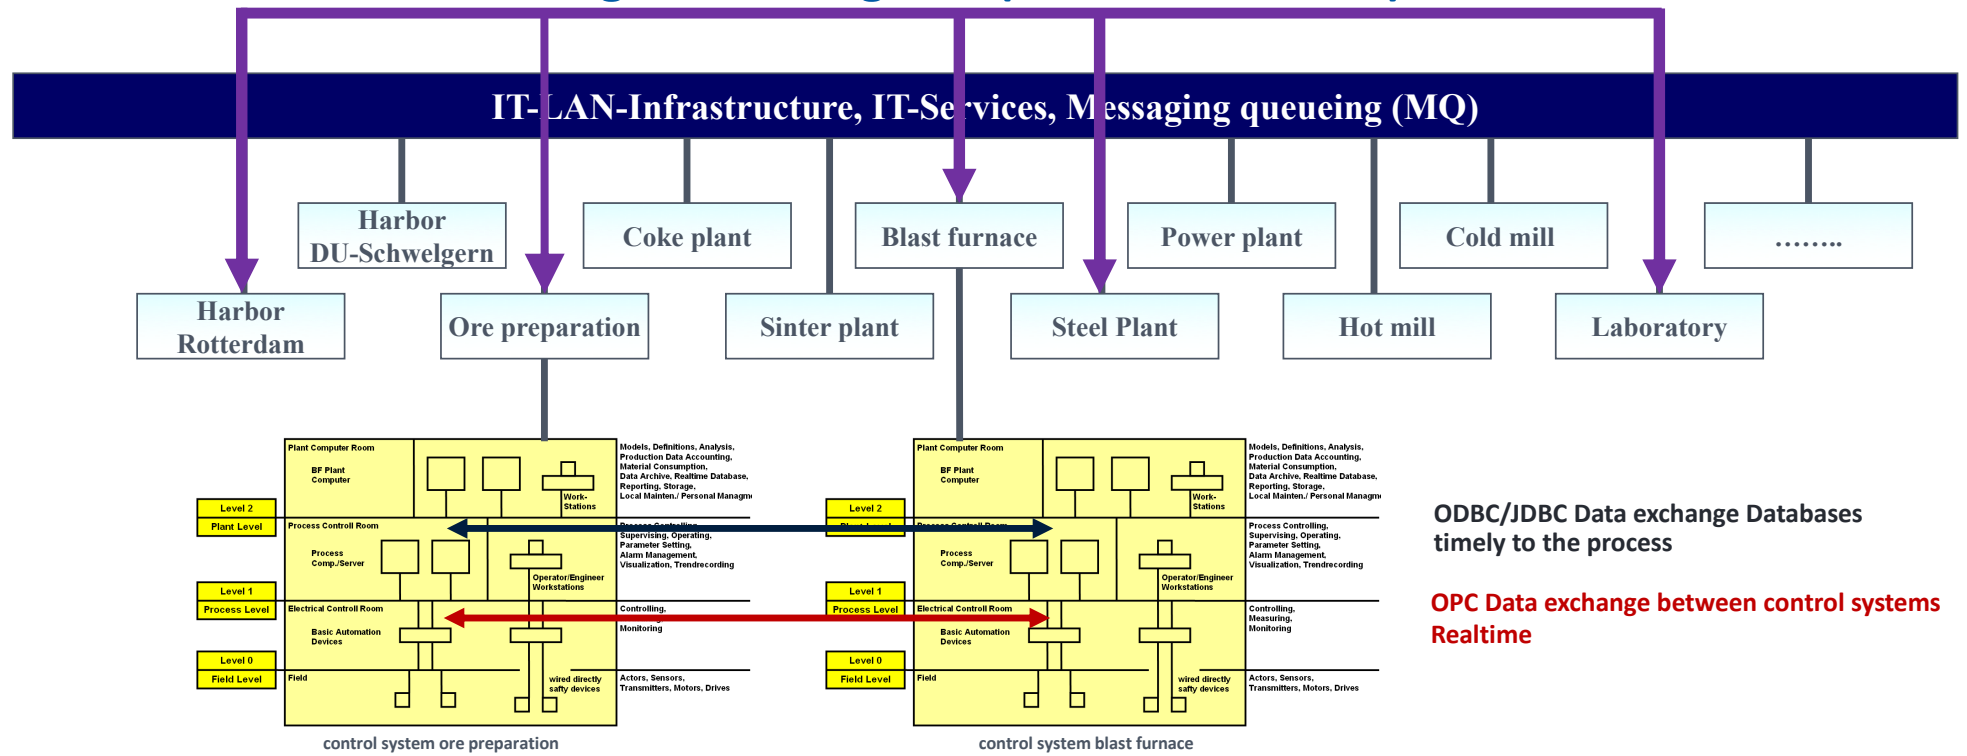 IT-LAN-Infrastructure, IT-Services, Messaging queueing (MQ)
Harbor
DU-Schwelgern
Coke plant
Blast furnace
Power plant
Cold mill
……..
Harbor
Rotterdam
Ore preparation
Sinter plant
Steel Plant
Hot mill
Laboratory
Level 2
Plant Level
Level 1
Process Level
Level 0
Field Level
Plant Computer Room
BF Plant
Computer
Work-
Stations
Process Controll Room
Process
Comp./Server
Operator/Engineer
Workstations
Electrical Controll Room
Basic Automation
Devices
Field
wired directly
safty devices
Models, Definitions, Analysis,
Production Data Accounting,
Material Consumption,
Data Archive, Realtime Database,
Reporting, Storage,
Local Mainten./ Personal Managme
Process Controlling,
Supervising, Operating,
Parameter Setting,
Alarm Management,
Visualization, Trendrecording
Controlling,
Monitoring
Actors, Sensors,
Transmitters, Motors, Drives
control system ore preparation
Level 2
Level 1
Process Level
Level 0
Field Level
Plant Computer Room
BF Plant
Computer
Work-
Stations
Process Controll Room
Process
Comp./Server
Operator/Engineer
Workstations
Electrical Controll Room
Basic Automation
Devices
Field
wired directly
safty devices
Models, Definitions, Analysis,
Production Data Accounting,
Material Consumption,
Data Archive, Realtime Database,
Reporting, Storage,
Local Mainten./ Personal Managme
Process Controlling,
Supervising, Operating,
Parameter Setting,
Alarm Management,
Visualization, Trendrecording
Controlling,
Measuring,
Monitoring
Actors, Sensors,
Transmitters, Motors, Drives
control system blast furnace
ODBC/JDBC Data exchange Databases
timely to the process
OPC Data exchange between control systems
Realtime